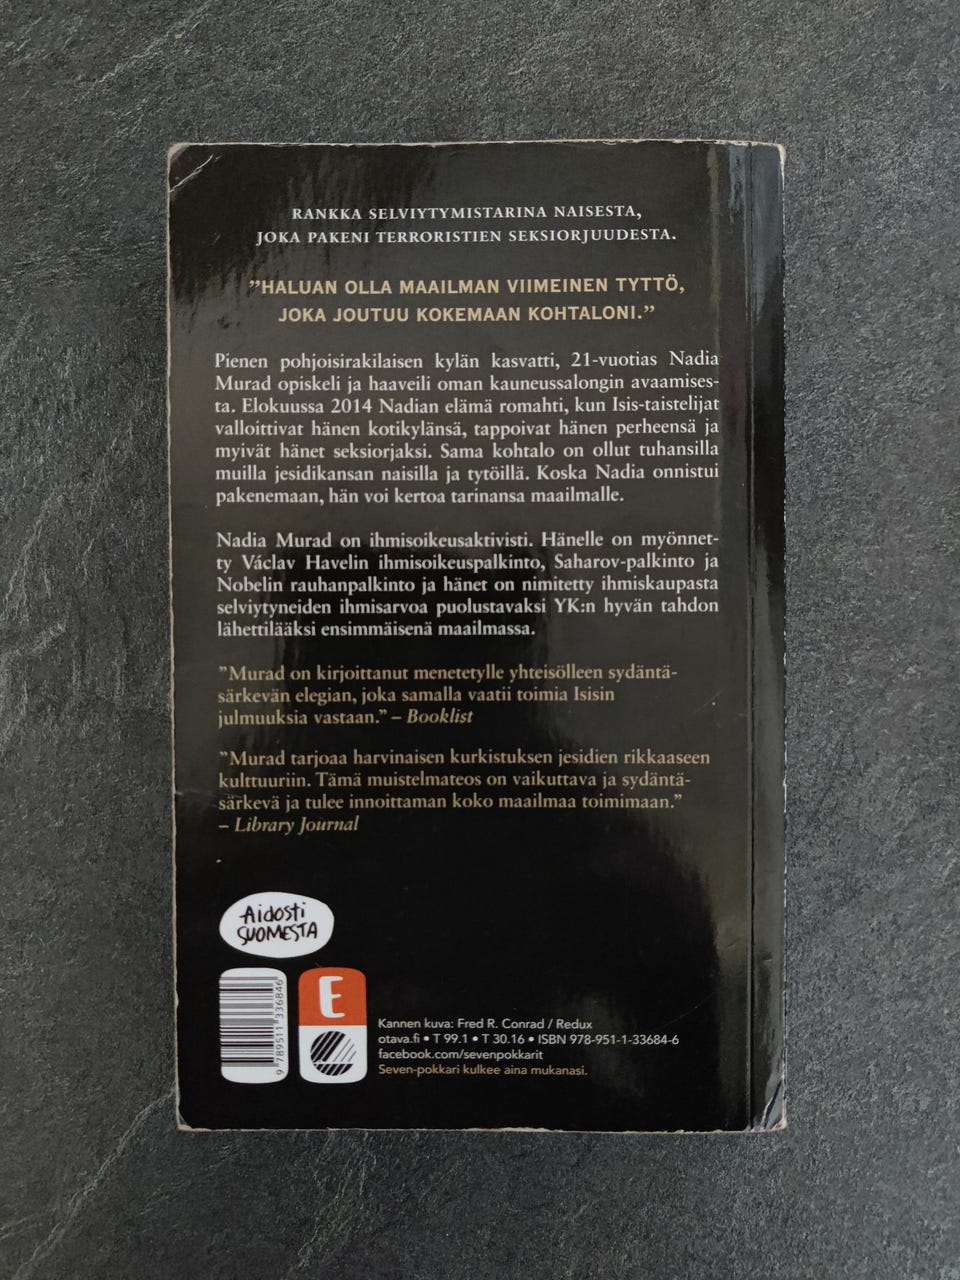 RANKKA SELVIYTYMISTARINA NAISESTA,
JOKA PAKENI TERRORISTIEN SEKSIORJUUDESTA.
”HALUAN OLLA MAAILMAN VIIMEINEN TYTTÖ,
JOKA JOUTUU KOKEMAAN KOHTALONI.”
Pienen pohjoisirakilaisen kylän kasvatti, 21-vuotias Nadia
Murad opiskeli ja haaveili oman kauneussalongin avaamises-
ta. Elokuussa 2014 Nadian elämä romahti, kun Isis-taistelijat
valloittivat hänen kotikylänsä, tappoivat hänen perheensä ja
myivät hänet seksiorjaksi. Sama kohtalo on ollut tuhansilla
muilla jesidikansan naisilla ja tytöillä. Koska Nadia onnistui
pakenemaan, hän voi kertoa tarinansa maailmalle.
Nadia Murad on ihmisoikeusaktivisti. Hänelle on myönnet-
ty Václav Havelin ihmisoikeuspalkinto, Saharov-palkinto ja
Nobelin rauhanpalkinto ja hänet on nimitetty ihmiskaupasta
selviytyneiden ihmisarvoa puolustavaksi YK:n hyvän tahdon
lähettilääksi ensimmäisenä maailmassa.
”Murad on kirjoittanut menetetylle yhteisölleen sydäntä-
särkevän elegian, joka samalla vaatii toimia Isisin
julmuuksia vastaan.” – Booklist
”Murad tarjoaa harvinaisen kurkistuksen jesidien rikkaaseen
kulttuuriin. Tämä muistelmateos on vaikuttava ja sydäntä-
särkevä ja tulee innoittaman koko maailmaa toimimaan.”
– Library Journal
Aidosti
SUOMESTA
9 789511 336846
E
Kannen kuva: Fred R. Conrad / Redux
otava.fi • T 99.1 • T 30.16 • ISBN 978-951-1-33684-6
facebook.com/sevenpokkarit
Seven-pokkari kulkee aina mukanasi.